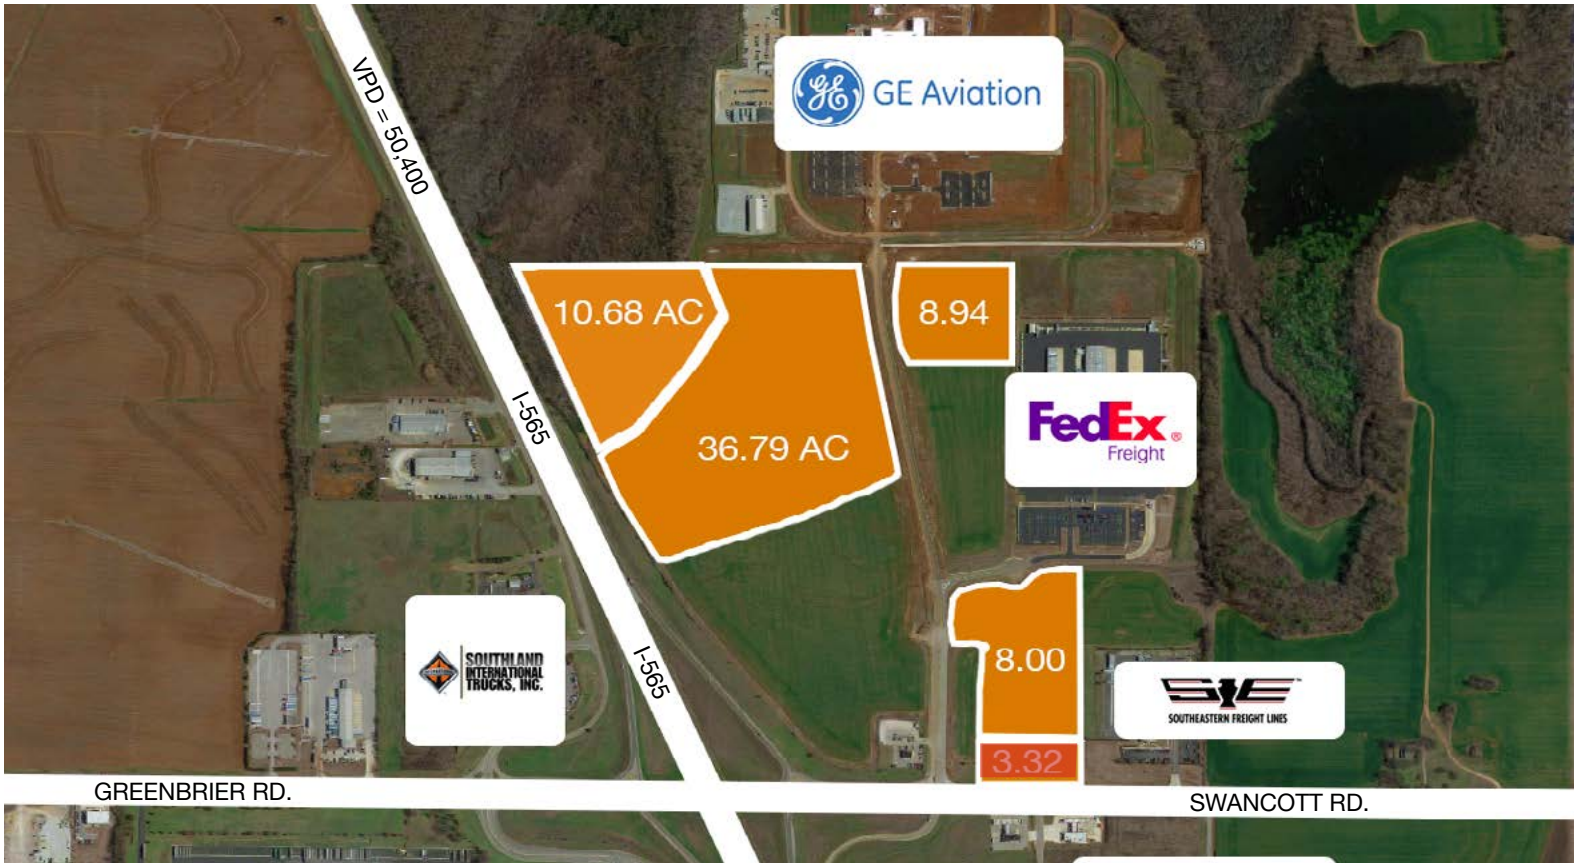 VPD = 50,400
GE Aviation
10.68 AC
8.94
I-565
36.79 AC
FedEx®
Freight
SOUTHLAND
INTERNATIONAL
TRUCKS, INC.
I-565
8.00
SOUTHEASTERN FREIGHT LINES
3.32
GREENBRIER RD.
SWANCOTT RD.